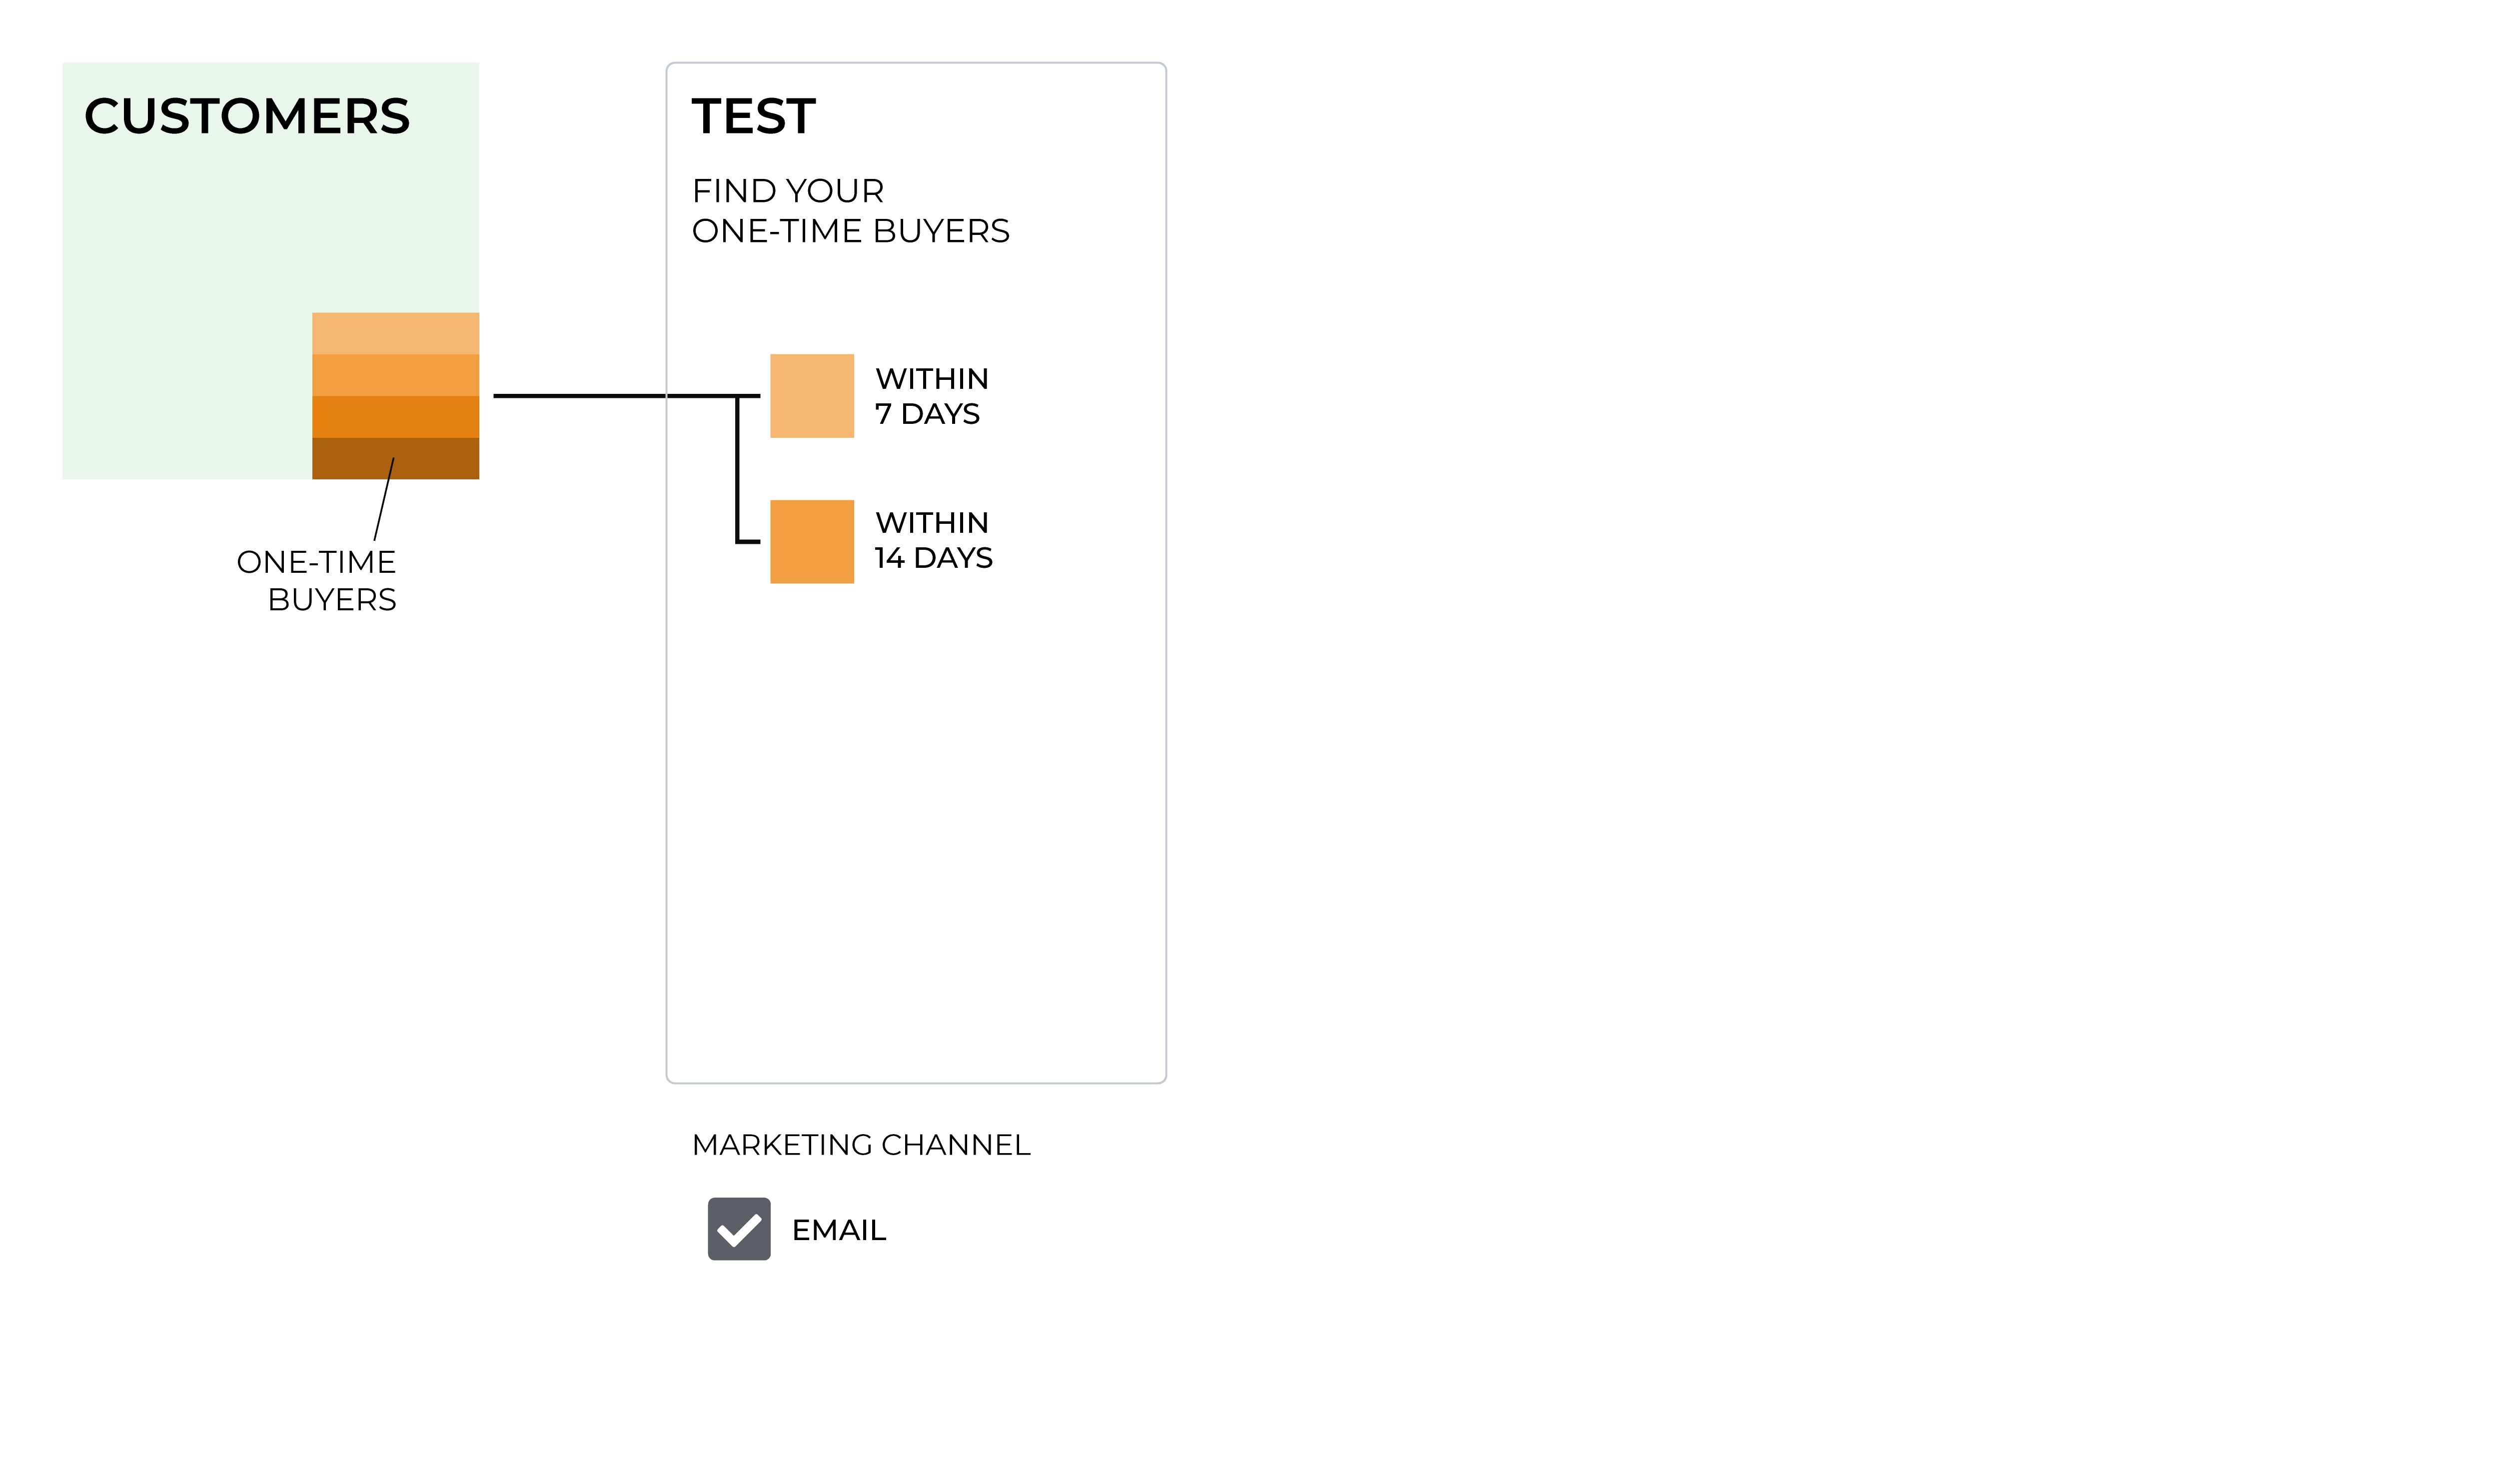 CUSTOMERS
ONE-TIME
BUYERS
TEST
FIND YOUR
ONE-TIME BUYERS
WITHIN
7 DAYS
WITHIN
14 DAYS
MARKETING CHANNEL
EMAIL